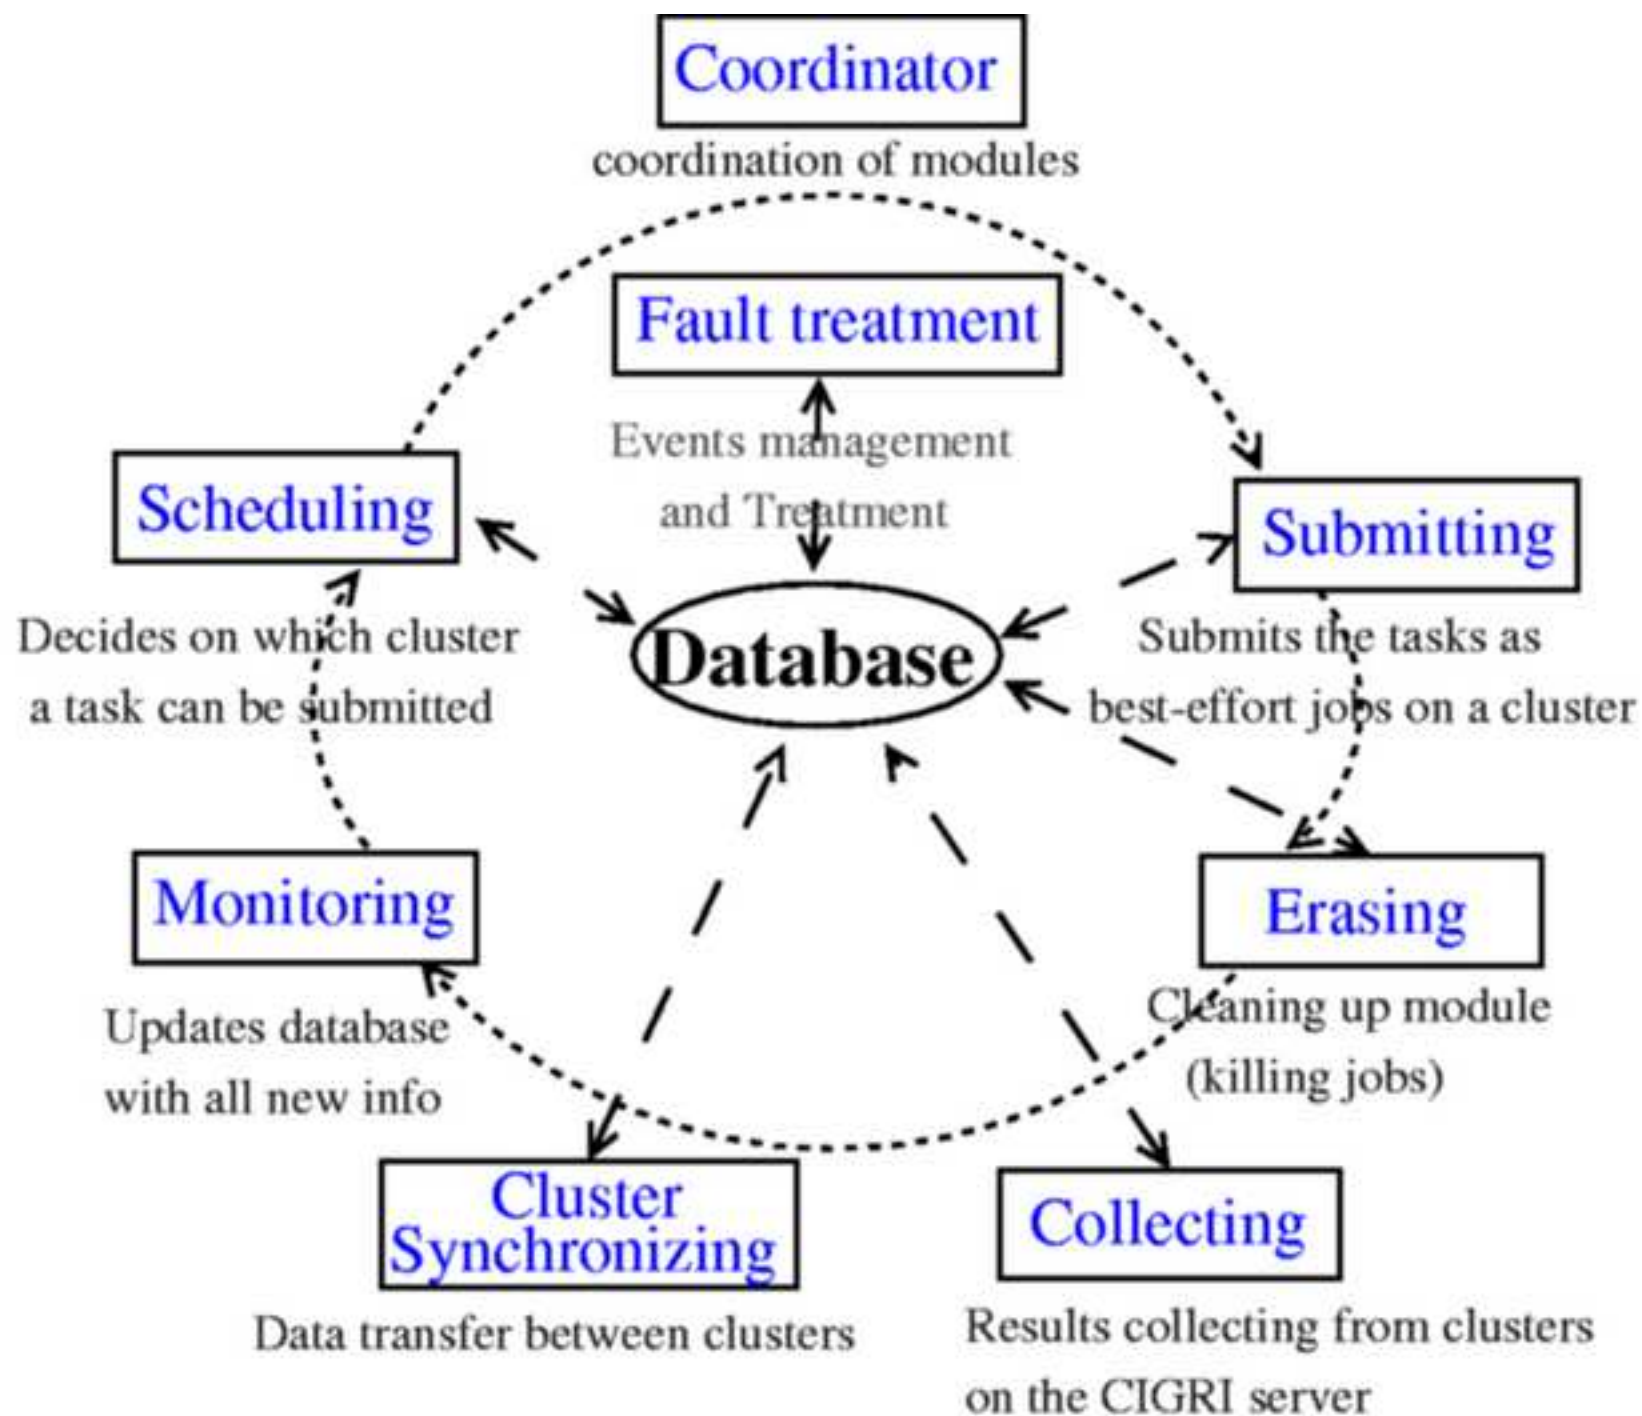 Coordinator
coordination of modules
Fault treatment
Events management
and Treatment
Scheduling
Decides on which cluster
a task can be submitted
Submitting
Submits the tasks as
best-effort jobs on a cluster
Database
Monitoring
Updates database
with all new info
Erasing
Cleaning up module
(killing jobs)
Cluster
Synchronizing
Data transfer between clusters
Collecting
Results collecting from clusters
on the CIGRI server